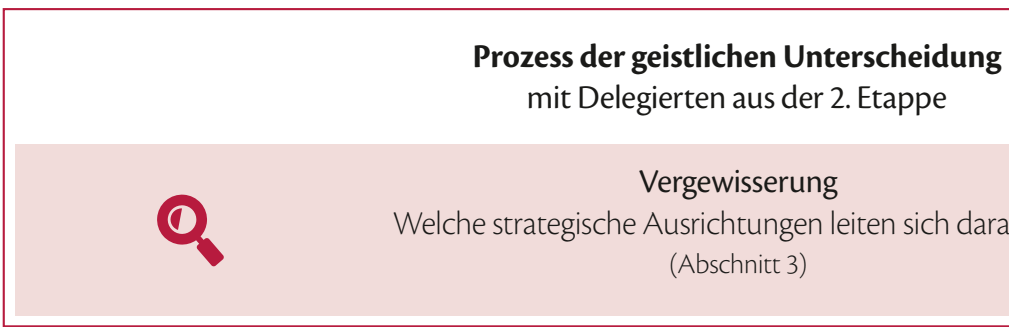 Prozess der geistlichen Unterscheidung
mit Delegierten aus der 2. Etappe
Vergewisserung
Welche strategische Ausrichtungen leiten sich dara
(Abschnitt 3)